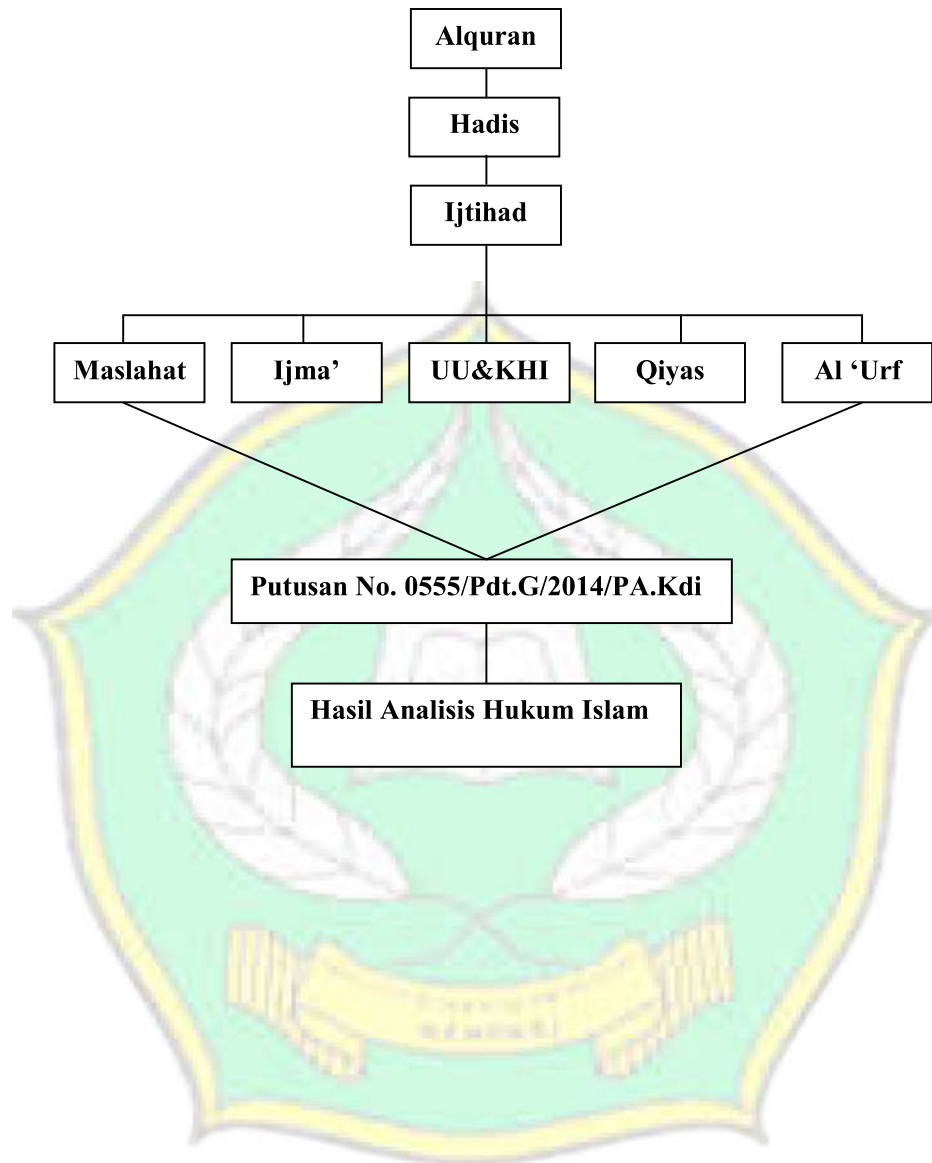 Alquran
Hadis
Ijtihad
Maslahat
Ijma’
UU&KHI
Qiyas
Al ‘Urf
Putusan No. 0555/Pdt.G/2014/PA.Kdi
Hasil Analisis Hukum Islam